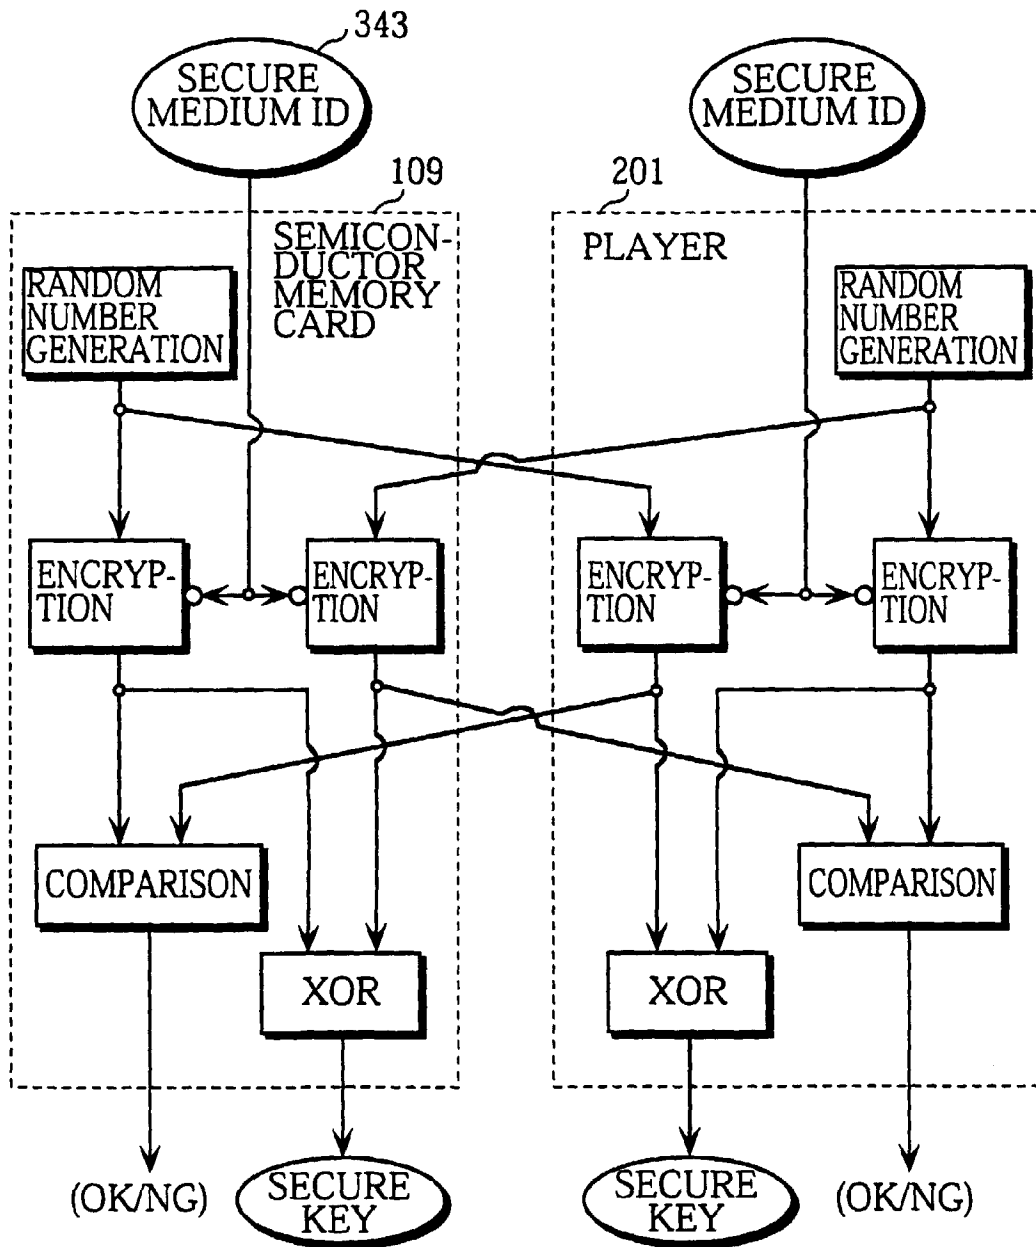 343
SECURE
MEDIUM ID
SECURE
MEDIUM ID
109
201
SEMICON-
DUCTOR
MEMORY
CARD
PLAYER
RANDOM
NUMBER
GENERATION
RANDOM
NUMBER
GENERATION
ENCRYP-
TION
ENCRYP-
TION
ENCRYP-
TION
ENCRYP-
TION
COMPARISON
COMPARISON
XOR
XOR
(OK/NG)
SECURE
KEY
SECURE
KEY
(OK/NG)